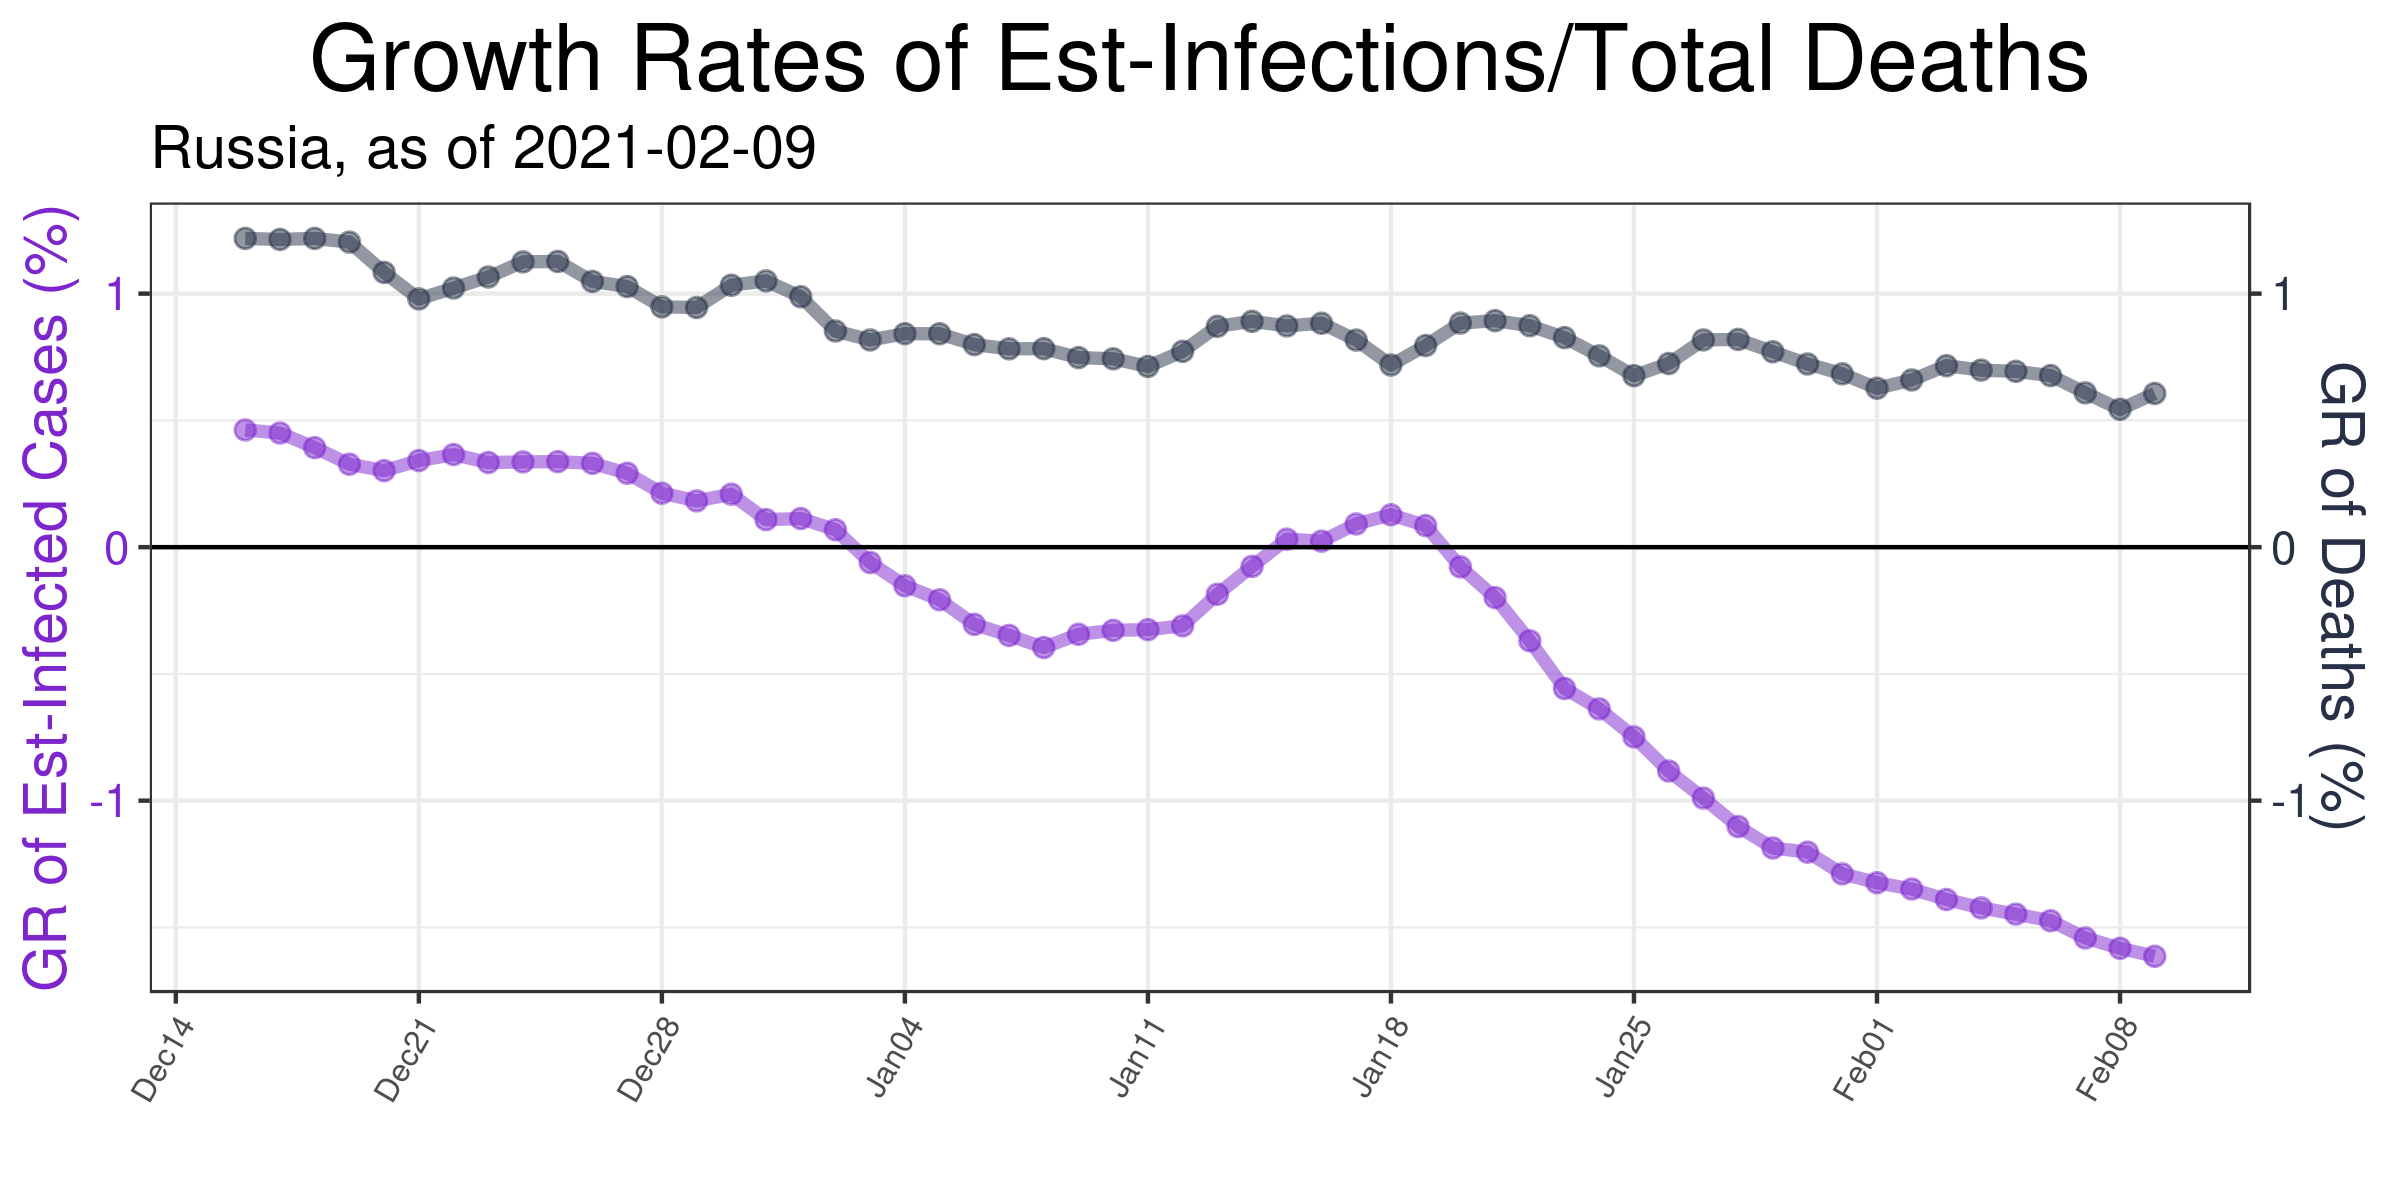 Growth Rates of Est-Infections/Total Deaths
Russia, as of 2021-02-09
GR of Est-Infected Cases (%)
1
0
-1
1
0
-1
GR of Deaths (%)
Dec14
Dec21
Dec28
Jan04
Jan11
Jan18
Jan25
Feb01
Feb08